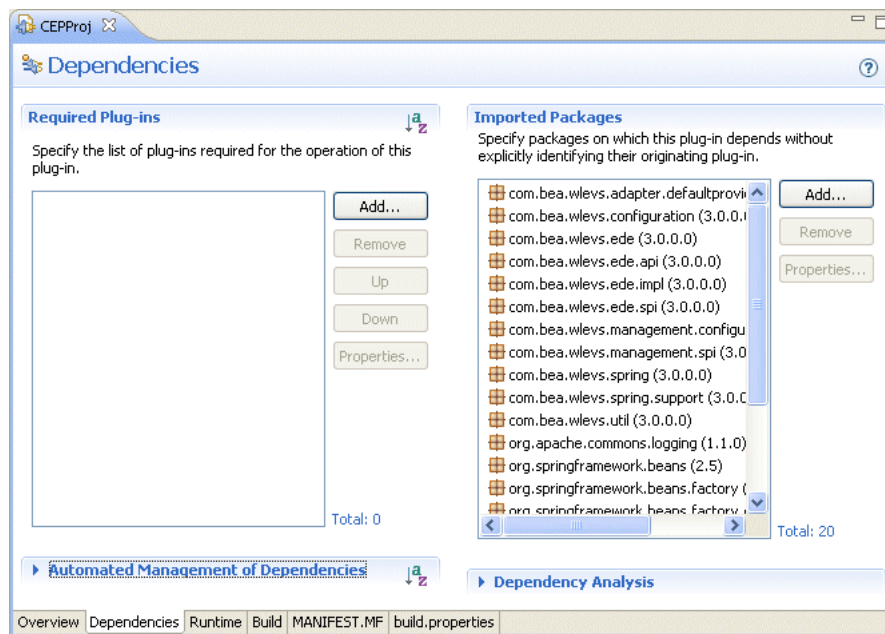 CEPProj
Dependencies
Required Plug-ins
Specify the list of plug-ins required for the operation of this
plug-in.
Add...
Remove
Up
Down
Properties...
Total: 0
Automated Management of Dependencies
Imported Packages
Specify packages on which this plug-in depends without
explicitly identifying their originating plug-in.
com.bea.wlevs.adapter.defaultprovi
com.bea.wlevs.configuration (3.0.0.
com.bea.wlevs.ede (3.0.0.0)
com.bea.wlevs.ede.api (3.0.0.0)
com.bea.wlevs.ede.impl (3.0.0.0)
com.bea.wlevs.ede.spi (3.0.0.0)
com.bea.wlevs.management.configu
com.bea.wlevs.management.spi (3.0
com.bea.wlevs.spring (3.0.0.0)
com.bea.wlevs.spring.support (3.0.0
com.bea.wlevs.util (3.0.0.0)
org.apache.commons.logging (1.1.0)
org.springframework.beans (2.5)
org.springframework.beans.factory (
org.springframework.beans.factory
Add...
Remove
Properties...
Total: 20
Dependency Analysis
Overview Dependencies Runtime Build MANIFEST.MF build.properties